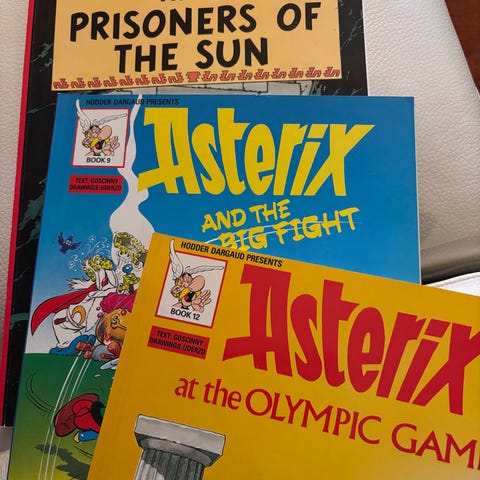 PRISONERS OF
THE SUN
HODDER DARGAUD PRESENTS
BOOK 9
TEXT: GOSCINNY
DRAWINGS: UDERZO
Asterix
AND THE
BIG FIGHT
HODDER DARGAUD PRESENTS
BOOK 12
TEXT: GOSCINNY
DRAWINGS: UDERZO
Asterix
at the OLYMPIC GAM